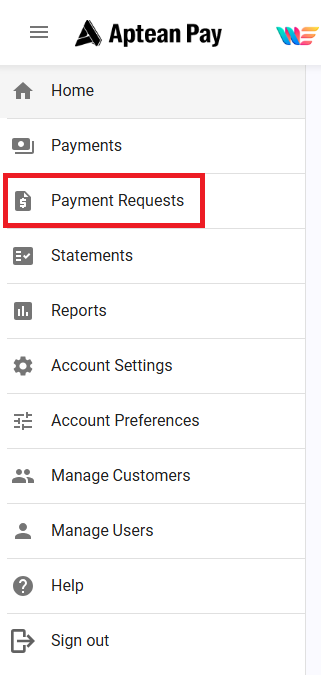 Aptean Pay
WE
Home
Payments
Payment Requests
Statements
Reports
Account Settings
Account Preferences
Manage Customers
Manage Users
Help
Sign out